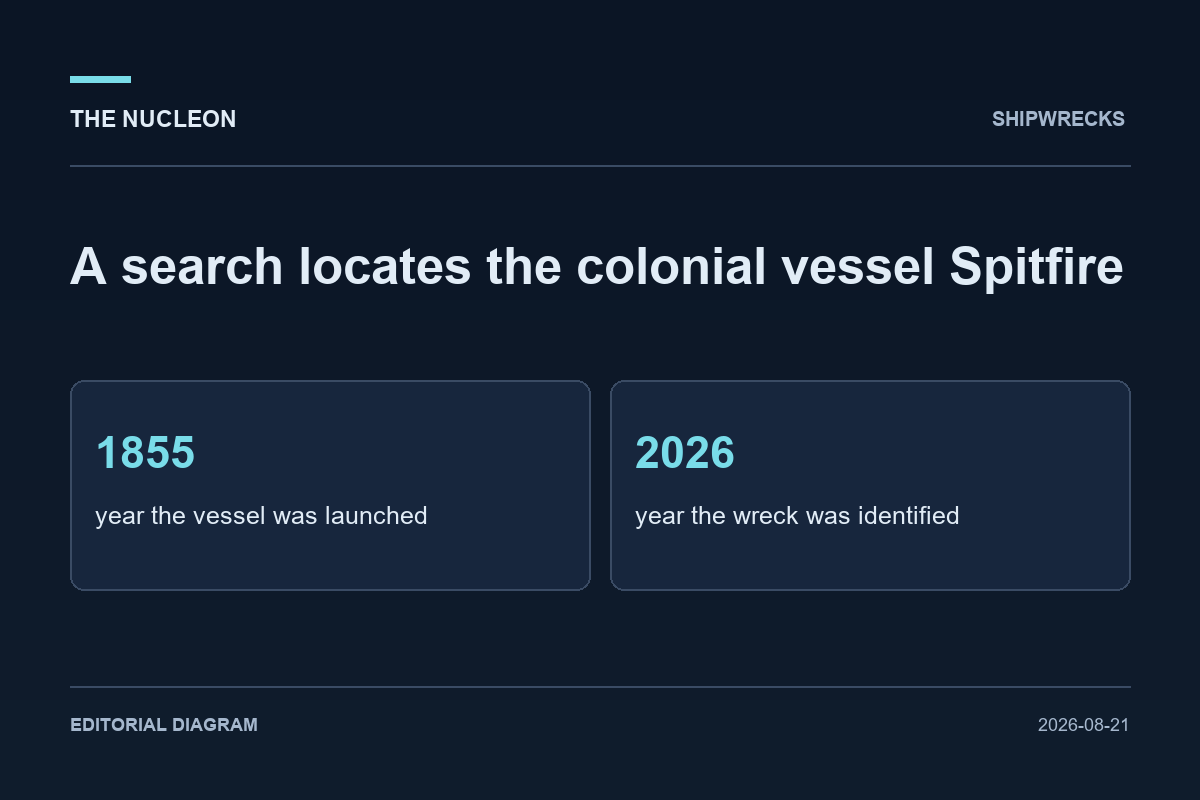 THE NUCLEON
SHIPWRECKS
A search locates the colonial vessel Spitfire
1855
year the vessel was launched
2026
year the wreck was identified
EDITORIAL DIAGRAM
2026-08-21